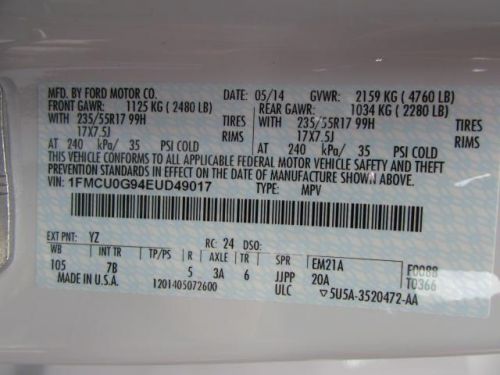 MFD. BY FORD MOTOR CO. DATE: 05/14 GVWR: 2159 KG ( 4760 LB)
FRONT GAWR: 1125 KG ( 2480 LB) REAR GAWR: 1034 KG ( 2280 LB)
WITH 235/55R17 99H TIRES WITH 235/55R17 99H TIRES
17X7.5J RIMS 17X7.5J RIMS
AT 240 kPa/ 35 PSI COLD AT 240 kPa/ 35 PSI COLD
THIS VEHICLE CONFORMS TO ALL APPLICABLE FEDERAL MOTOR VEHICLE SAFETY AND THEFT
PREVENTION STANDARDS IN EFFECT ON THE DATE OF MANUFACTURE SHOWN ABOVE.
VIN: 1FMCU0G94EUD49017 TYPE: MPV
EXT PNT: YZ RC: 24 DSO:
WB INT TR TP/PS R AXLE TR SPR EM21A F0088
105 7B 5 3A 6 JJPP 20A T0366
MADE IN U.S.A. 1201405072600 ULC ▽5U5A-3520472-AA